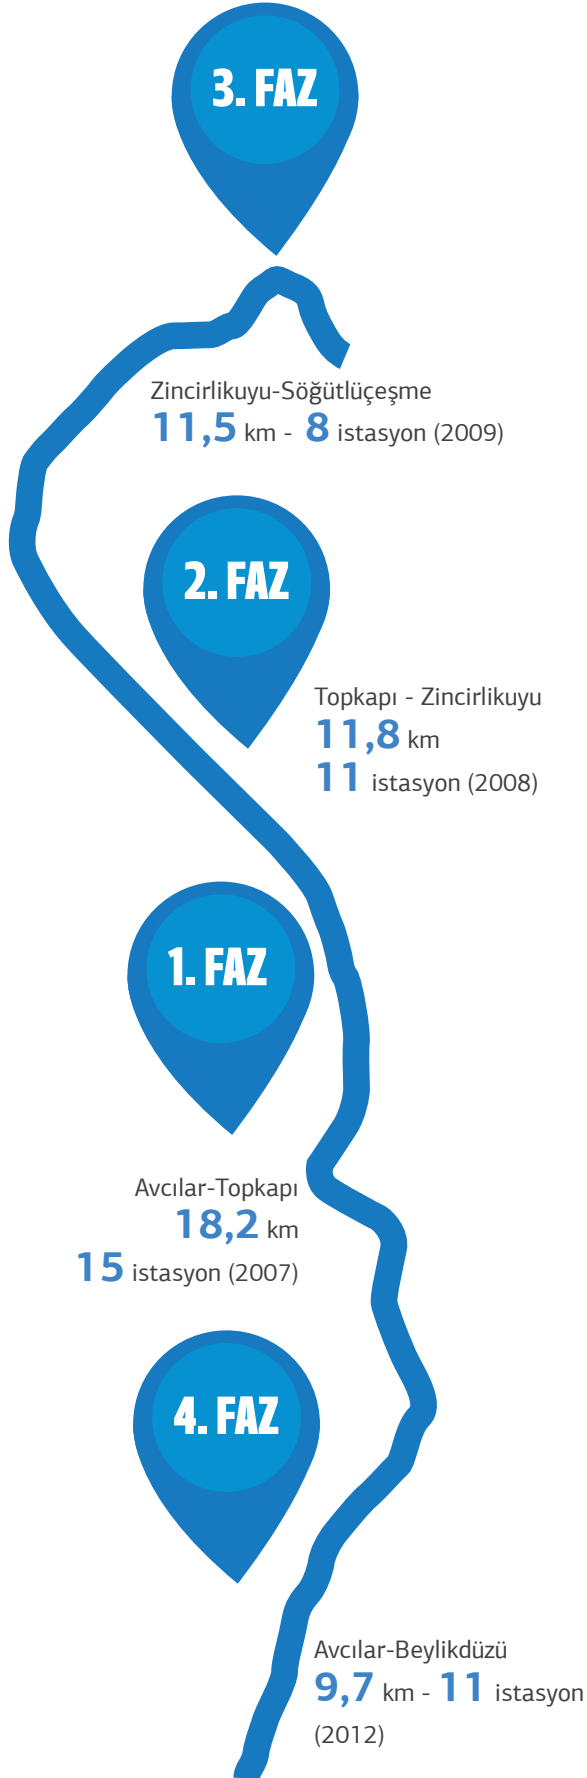 3. FAZ
Zincirlikuyu-Söğütlüçeşme
11,5 km - 8 istasyon (2009)
2. FAZ
Topkapı - Zincirlikuyu
11,8 km
11 istasyon (2008)
1. FAZ
Avcılar-Topkapı
18,2 km
15 istasyon (2007)
4. FAZ
Avcılar-Beylikdüzü
9,7 km - 11 istasyon
(2012)